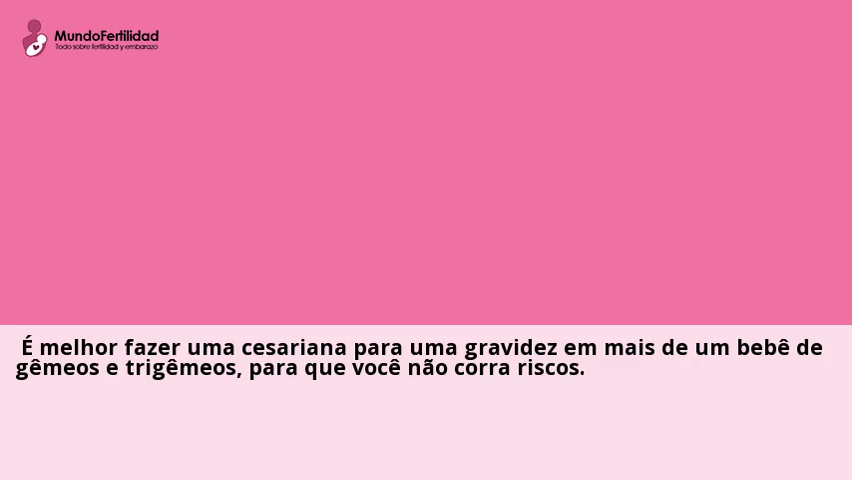 MundoFertilidad
Todo sobre fertilidad y embarazo
É melhor fazer uma cesariana para uma gravidez em mais de um bebê de
gêmeos e trigêmeos, para que você não corra riscos.